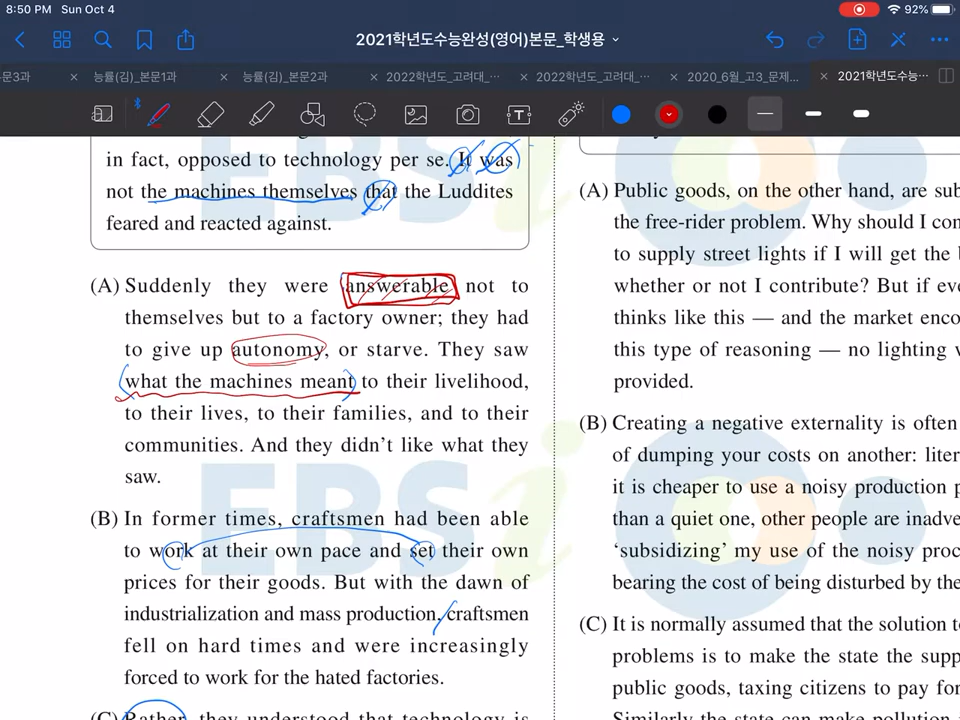 8:50 PM Sun Oct 4
92%
2021학년도수능완성(영어)본문_학생용
문3과
능률(김)_본문1과
능률(김)_본문2과
2022학년도_고려대_...
2022학년도_고려대_...
2020_6월_고3_문제...
2021학년도수능...
in fact, opposed to technology per se. It was
not the machines themselves that the Luddites
feared and reacted against.
(A) Suddenly they were answerable not to
themselves but to a factory owner; they had
to give up autonomy, or starve. They saw
what the machines meant to their livelihood,
to their lives, to their families, and to their
communities. And they didn't like what they
saw.
(B) In former times, craftsmen had been able
to work at their own pace and set their own
prices for their goods. But with the dawn of
industrialization and mass production, craftsmen
fell on hard times and were increasingly
forced to work for the hated factories.
(C) Rather, they understood that technology is
(A) Public goods, on the other hand, are sub
the free-rider problem. Why should I con
to supply street lights if I will get the b
whether or not I contribute? But if eve
thinks like this — and the market enco
this type of reasoning — no lighting w
provided.
(B) Creating a negative externality is often
of dumping your costs on another: liter
it is cheaper to use a noisy production p
than a quiet one, other people are inadve
'subsidizing' my use of the noisy proc
bearing the cost of being disturbed by the
(C) It is normally assumed that the solution to
problems is to make the state the supp
public goods, taxing citizens to pay for
Similarly the state can make pollution
EBSi
EBSi